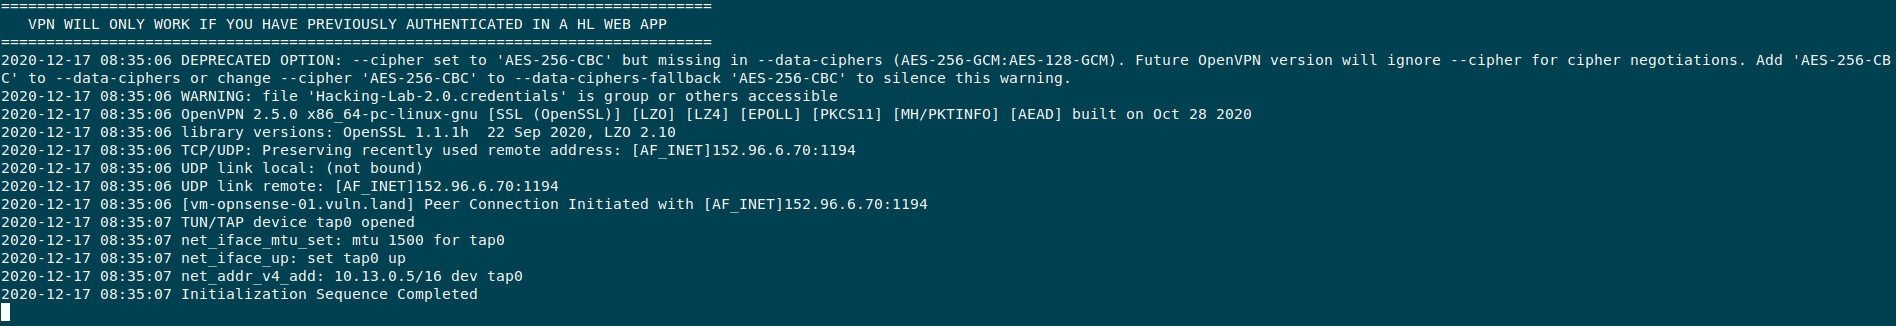 ===============================================================================
   VPN WILL ONLY WORK IF YOU HAVE PREVIOUSLY AUTHENTICATED IN A HL WEB APP
===============================================================================
2020-12-17 08:35:06 DEPRECATED OPTION: --cipher set to 'AES-256-CBC' but missing in --data-ciphers (AES-256-GCM:AES-128-GCM). Future OpenVPN version will ignore --cipher for cipher negotiations. Add 'AES-256-CB
C' to --data-ciphers or change --cipher 'AES-256-CBC' to --data-ciphers-fallback 'AES-256-CBC' to silence this warning.
2020-12-17 08:35:06 WARNING: file 'Hacking-Lab-2.0.credentials' is group or others accessible
2020-12-17 08:35:06 OpenVPN 2.5.0 x86_64-pc-linux-gnu [SSL (OpenSSL)] [LZO] [LZ4] [EPOLL] [PKCS11] [MH/PKTINFO] [AEAD] built on Oct 28 2020
2020-12-17 08:35:06 library versions: OpenSSL 1.1.1h  22 Sep 2020, LZO 2.10
2020-12-17 08:35:06 TCP/UDP: Preserving recently used remote address: [AF_INET]152.96.6.70:1194
2020-12-17 08:35:06 UDP link local: (not bound)
2020-12-17 08:35:06 UDP link remote: [AF_INET]152.96.6.70:1194
2020-12-17 08:35:06 [vm-opnsense-01.vuln.land] Peer Connection Initiated with [AF_INET]152.96.6.70:1194
2020-12-17 08:35:07 TUN/TAP device tap0 opened
2020-12-17 08:35:07 net_iface_mtu_set: mtu 1500 for tap0
2020-12-17 08:35:07 net_iface_up: set tap0 up
2020-12-17 08:35:07 net_addr_v4_add: 10.13.0.5/16 dev tap0
2020-12-17 08:35:07 Initialization Sequence Completed